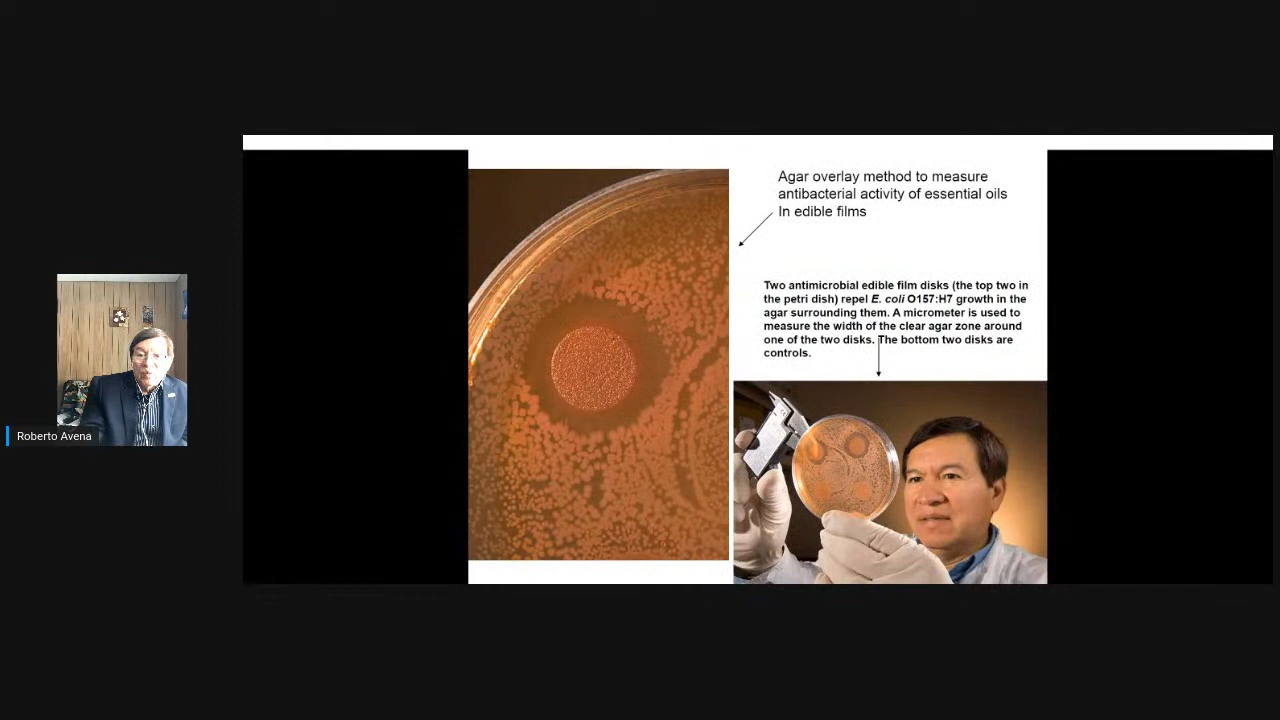 Agar overlay method to measure
antibacterial activity of essential oils
In edible films
Two antimicrobial edible film disks (the top two in
the petri dish) repel E. coli O157:H7 growth in the
agar surrounding them. A micrometer is used to
measure the width of the clear agar zone around
one of the two disks. The bottom two disks are
controls.
Roberto Avena